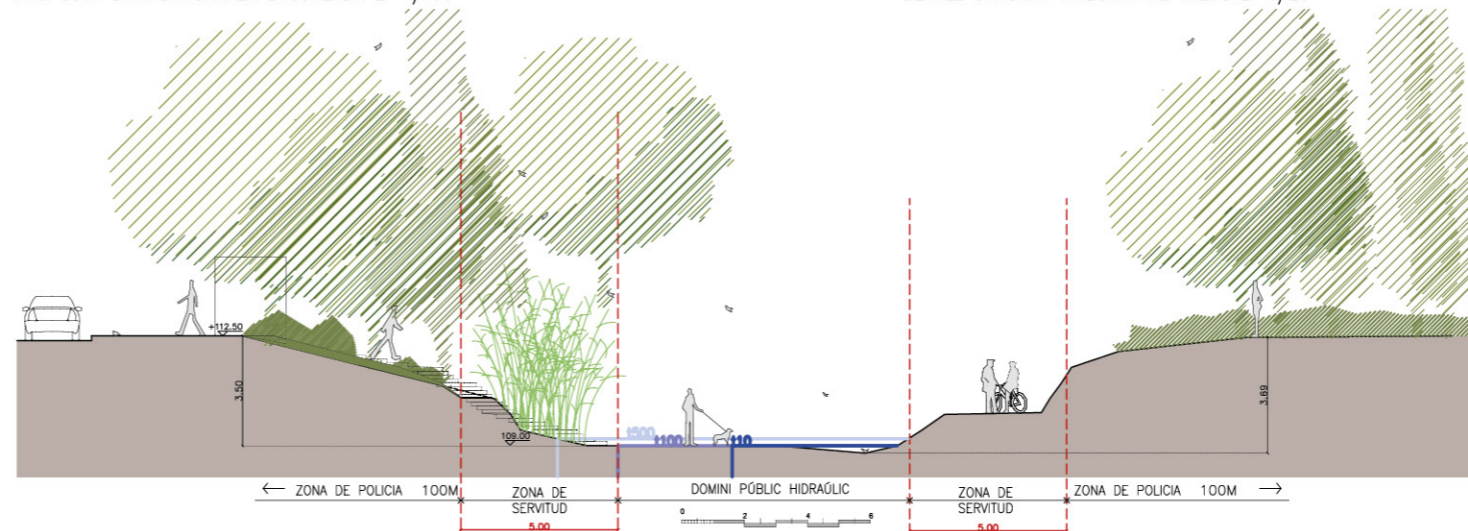 +112.50
3.50
109.00
t500
t100
t10
3.69
← ZONA DE POLICIA 100M
ZONA DE
SERVITUD
DOMINI PÚBLIC HIDRAÚLIC
ZONA DE
SERVITUD
ZONA DE POLICIA 100M →
0 2 4 6
5.00
5.00